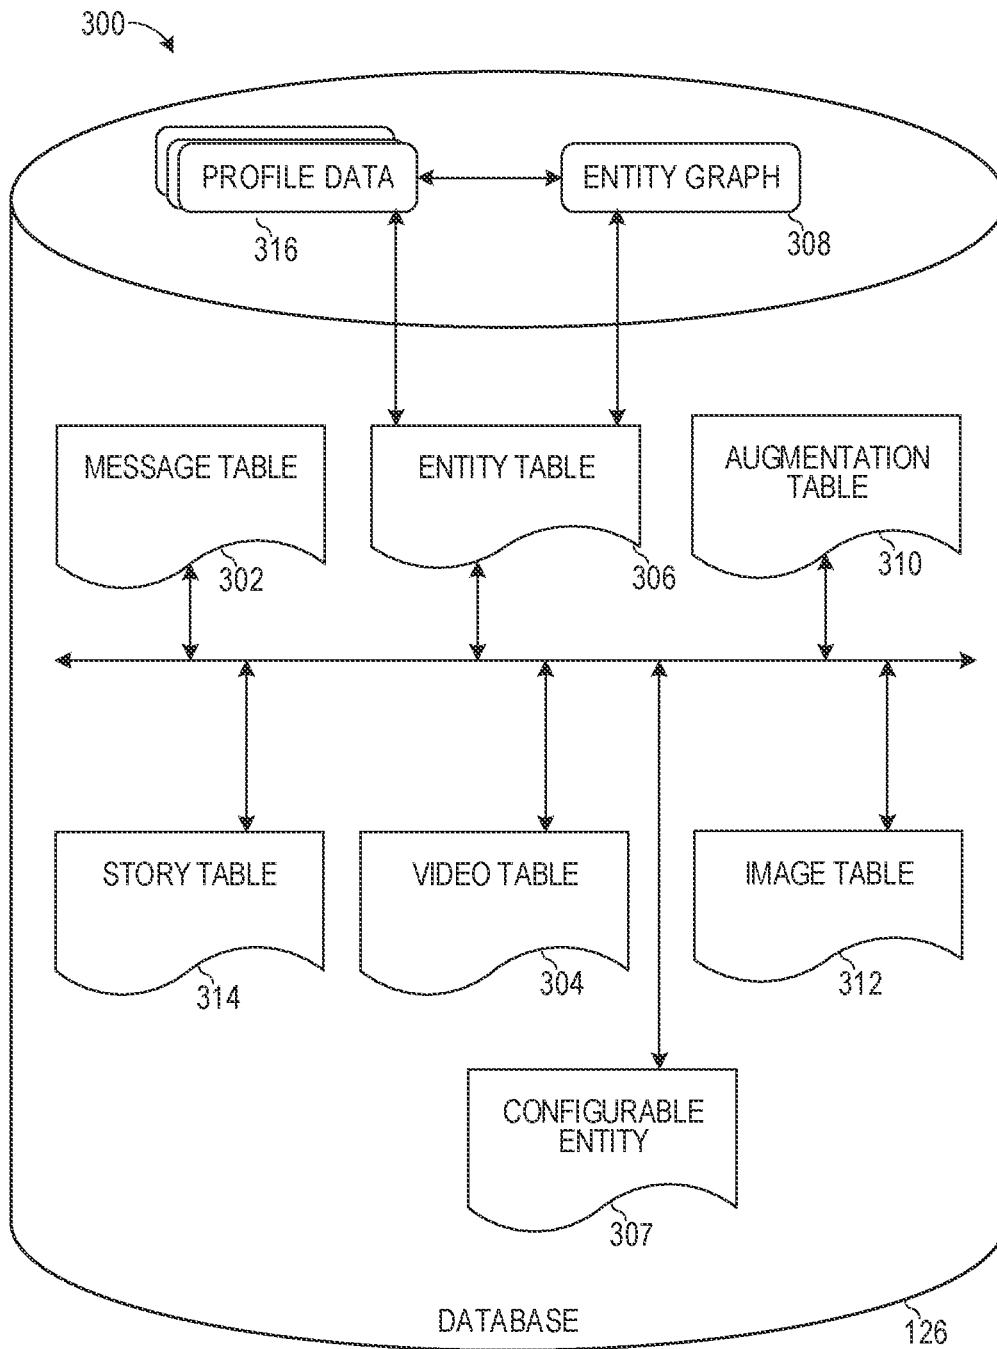 300
PROFILE DATA
ENTITY GRAPH
316
308
MESSAGE TABLE
ENTITY TABLE
AUGMENTATION
TABLE
302
306
310
STORY TABLE
VIDEO TABLE
IMAGE TABLE
314
304
312
CONFIGURABLE
ENTITY
307
DATABASE
126